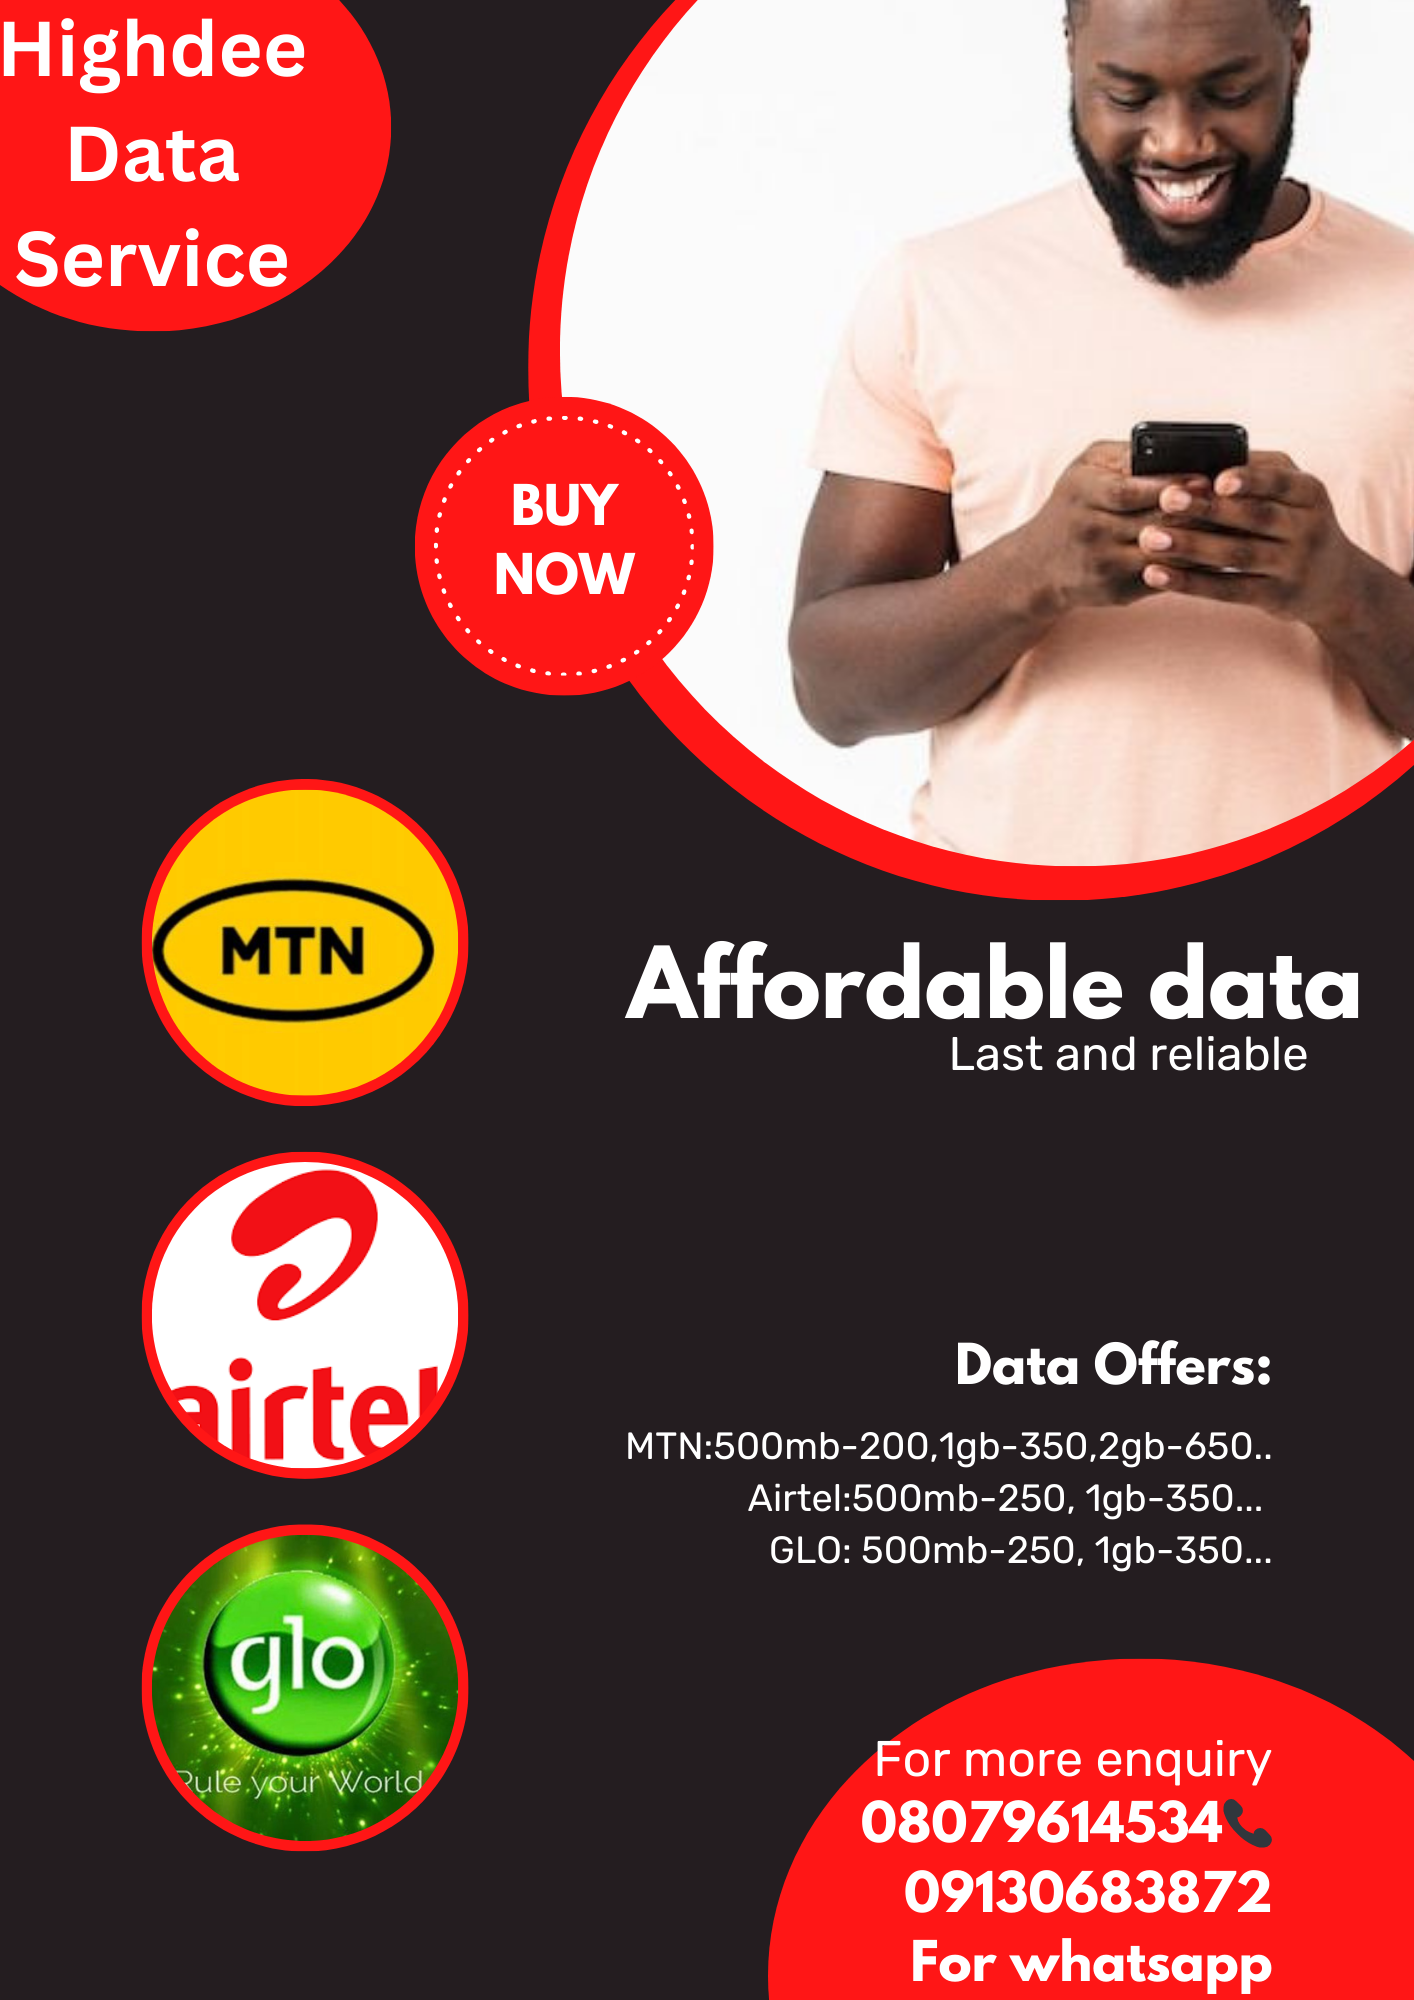 Highdee
Data
Service
BUY
NOW
MTN
Affordable data
Last and reliable
airtel
Data Offers:
MTN:500mb-200,1gb-350,2gb-650..
Airtel:500mb-250, 1gb-350...
GLO: 500mb-250, 1gb-350...
glo
Rule your World
For more enquiry
08079614534📞
09130683872
For whatsapp